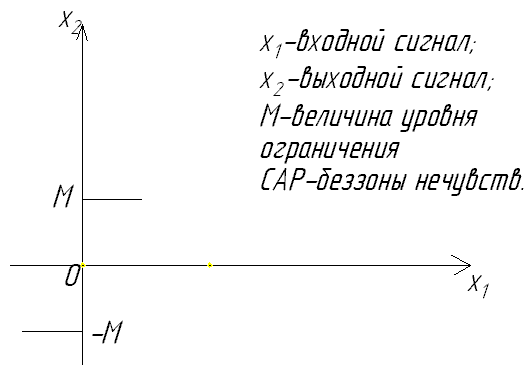 x₂
x₁-входной сигнал;
x₂-выходной сигнал;
M-величина уровня
ограничения
САР-беззоны нечувств.
M
0
x₁
-M